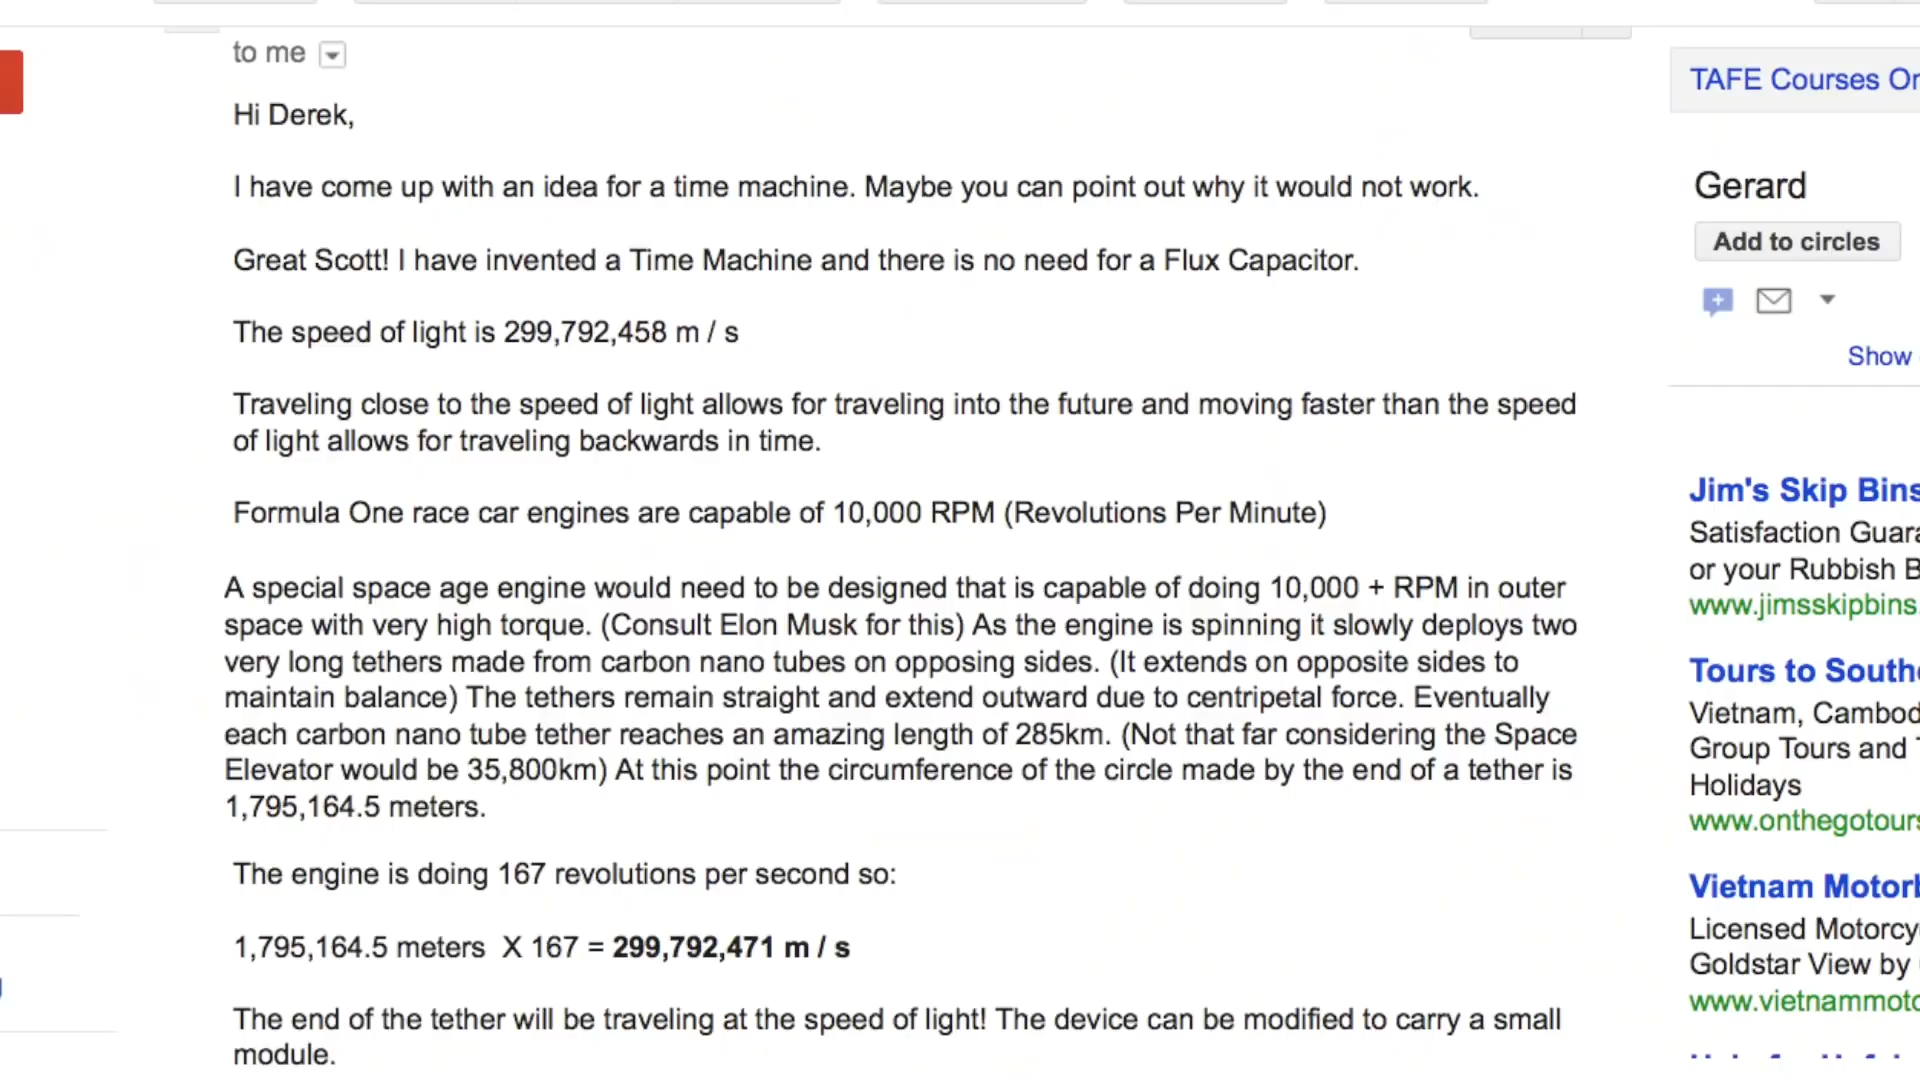 to me
Hi Derek,
I have come up with an idea for a time machine. Maybe you can point out why it would not work.
Great Scott! I have invented a Time Machine and there is no need for a Flux Capacitor.
The speed of light is 299,792,458 m / s
Traveling close to the speed of light allows for traveling into the future and moving faster than the speed
of light allows for traveling backwards in time.
Formula One race car engines are capable of 10,000 RPM (Revolutions Per Minute)
A special space age engine would need to be designed that is capable of doing 10,000 + RPM in outer
space with very high torque. (Consult Elon Musk for this) As the engine is spinning it slowly deploys two
very long tethers made from carbon nano tubes on opposing sides. (It extends on opposite sides to
maintain balance) The tethers remain straight and extend outward due to centripetal force. Eventually
each carbon nano tube tether reaches an amazing length of 285km. (Not that far considering the Space
Elevator would be 35,800km) At this point the circumference of the circle made by the end of a tether is
1,795,164.5 meters.
The engine is doing 167 revolutions per second so:
1,795,164.5 meters X 167 = 299,792,471 m / s
The end of the tether will be traveling at the speed of light! The device can be modified to carry a small
module.
TAFE Courses
Gerard
Add to circles
Show
Jim's Skip Bins
Satisfaction
or your Rubbish
www.jimsskipbins.
Tours to
Vietnam,
Group Tours and
Holidays
www.onthegotours
Vietnam
Licensed
Goldstar View by